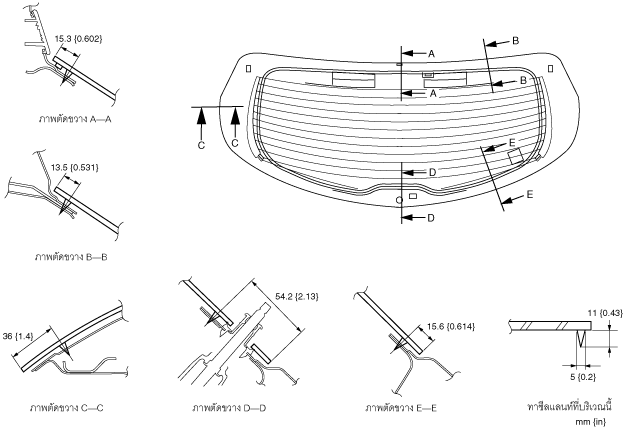 15.3 {0.602}
ภาพตัดขวาง A—A
A
A
B
B
C
C
D
D
E
E
13.5 {0.531}
ภาพตัดขวาง B—B
36 {1.4}
ภาพตัดขวาง C—C
54.2 {2.13}
ภาพตัดขวาง D—D
15.6 {0.614}
ภาพตัดขวาง E—E
11 {0.43}
5 {0.2}
ทาซีลแลนท์ที่บริเวณนี้
mm {in}